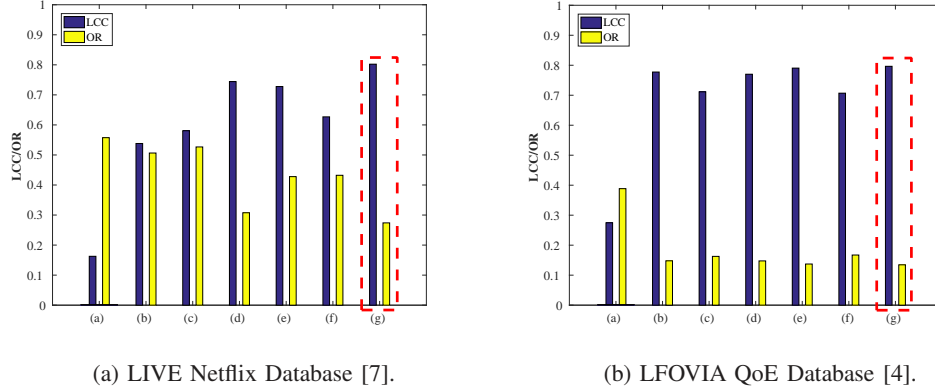 1
0.9
0.8
0.7
0.6
0.5
0.4
0.3
0.2
0.1
0
LCC/OR
LCC
OR
(a) (b) (c) (d) (e) (f) (g)
(a) LIVE Netflix Database [7].
1
0.9
0.8
0.7
0.6
0.5
0.4
0.3
0.2
0.1
0
LCC/OR
LCC
OR
(a) (b) (c) (d) (e) (f) (g)
(b) LFOVIA QoE Database [4].